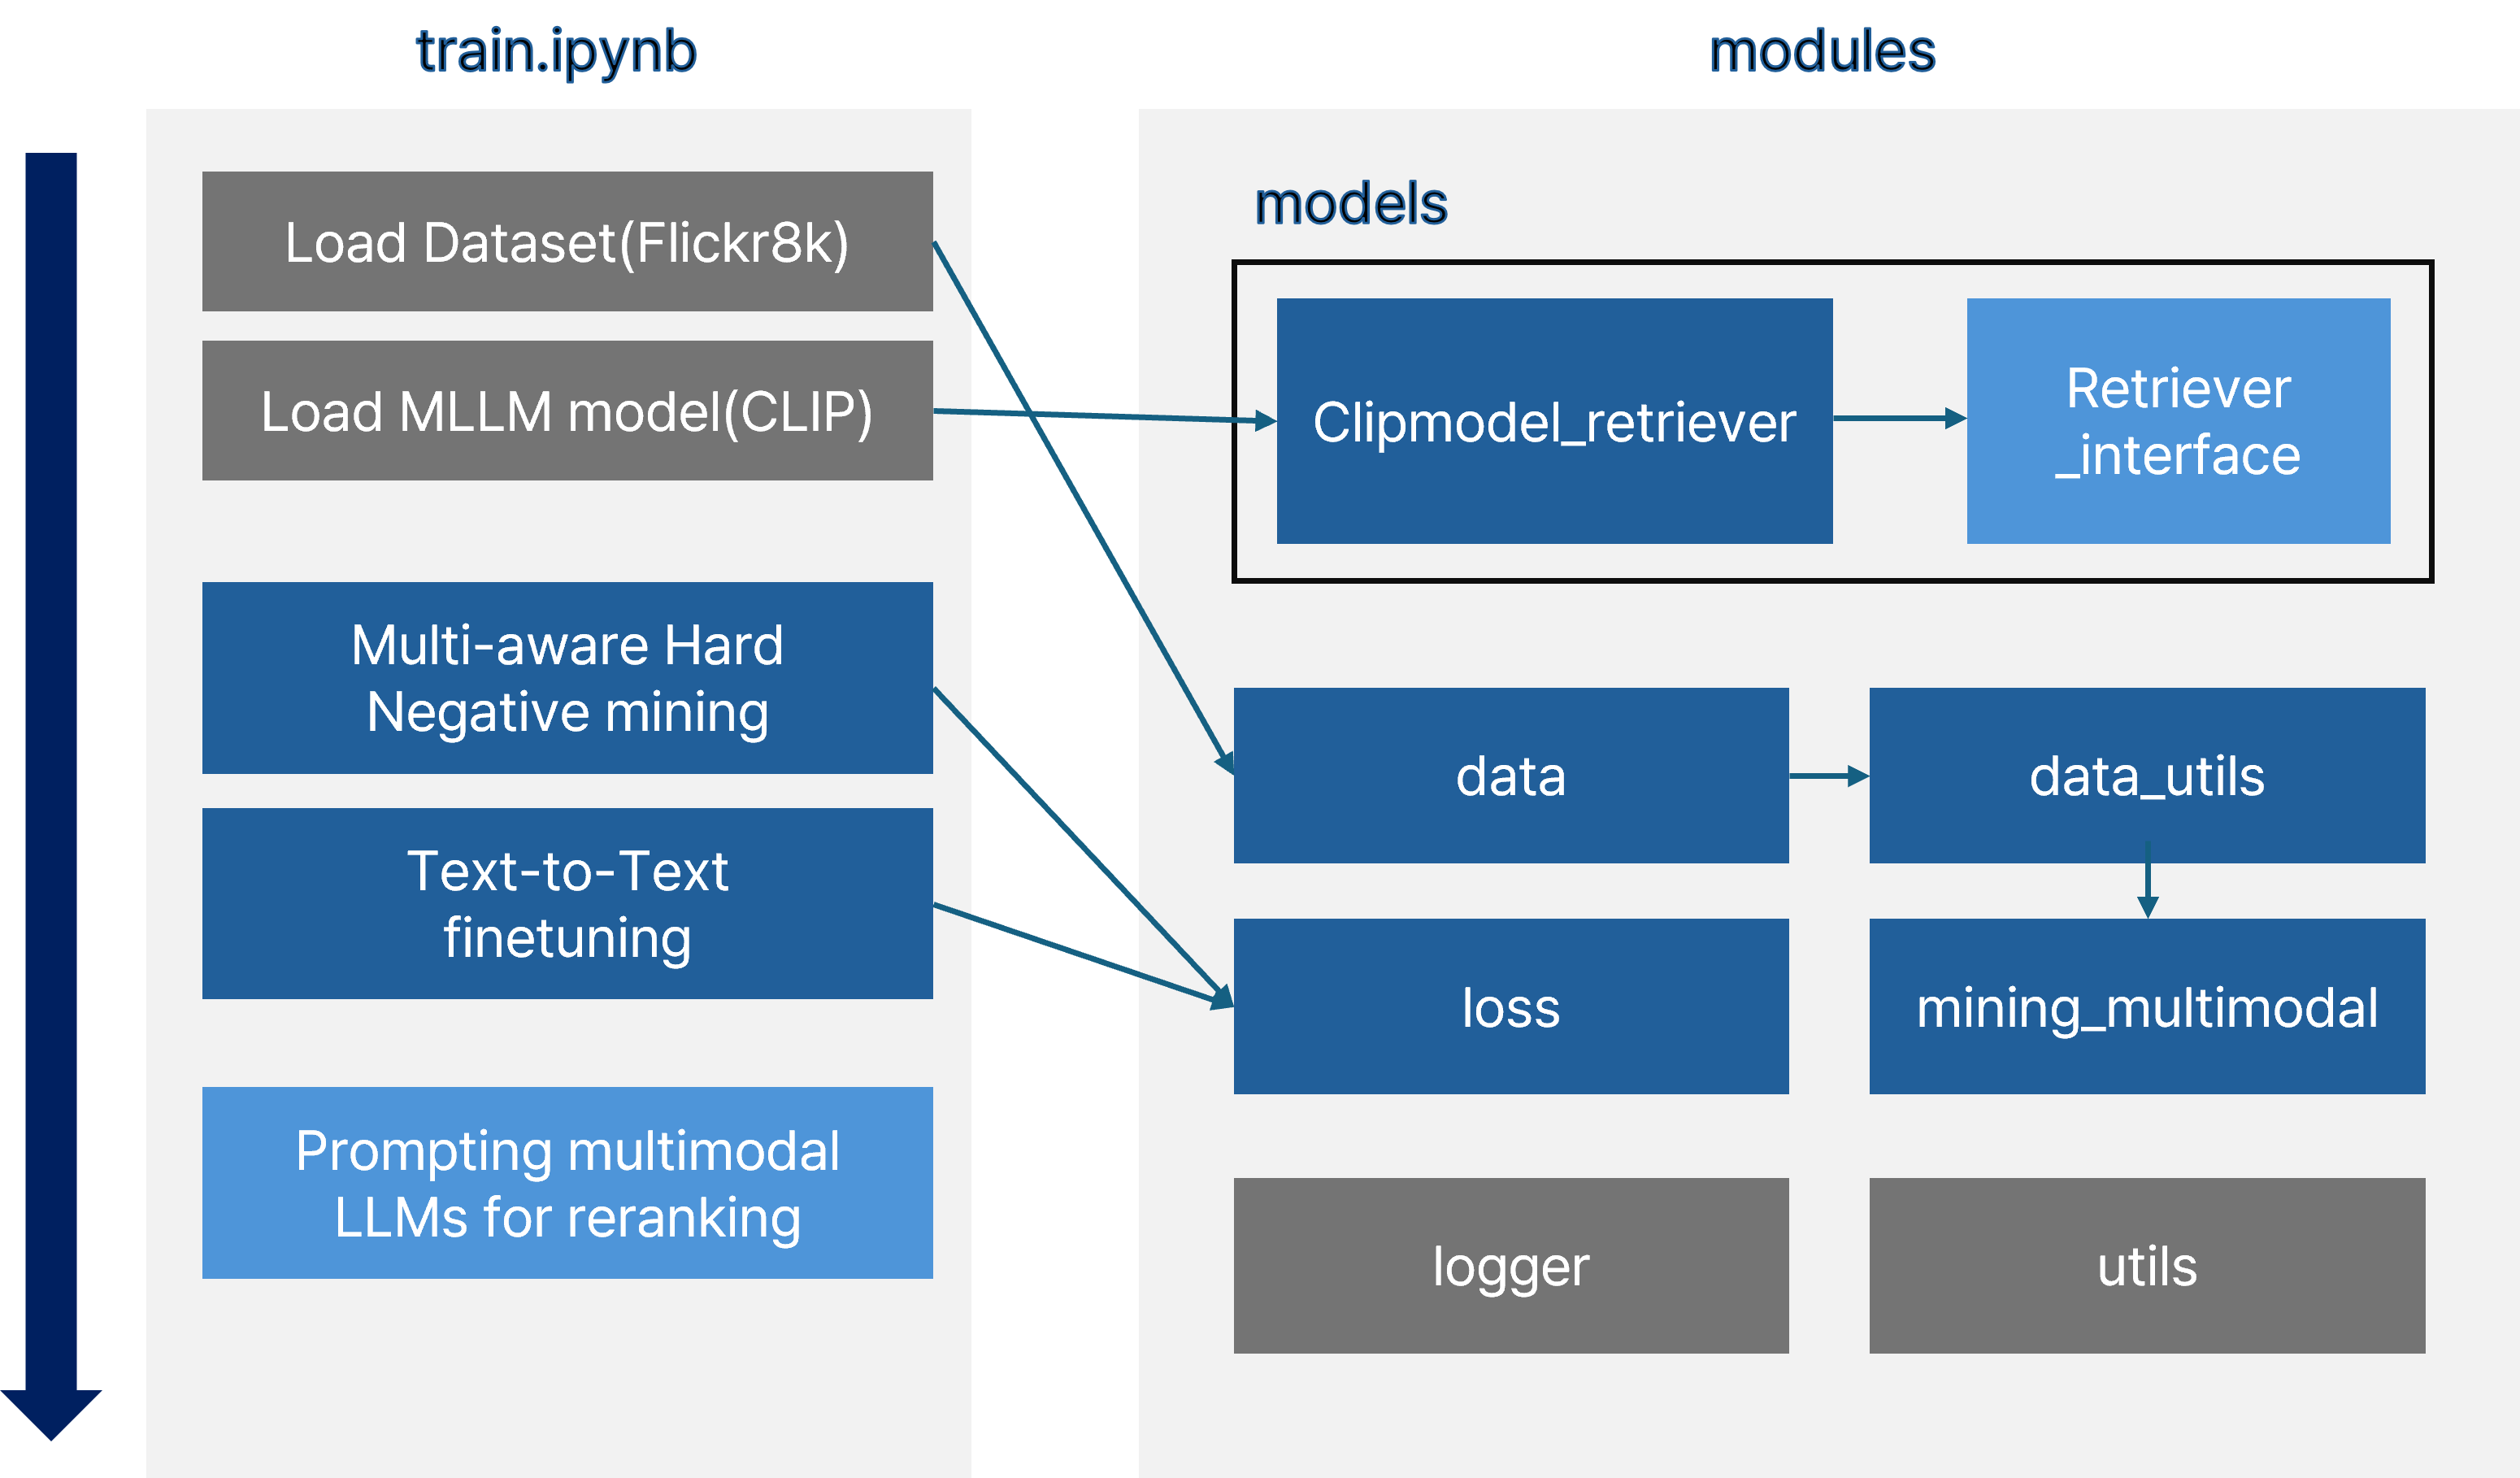 train.ipynb
Load Dataset(Flickr8k)
Load MLLM model(CLIP)
Multi-aware Hard
Negative mining
Text-to-Text
finetuning
Prompting multimodal
LLMs for reranking
modules
models
Clipmodel_retriever
Retriever
_interface
data
data_utils
loss
mining_multimodal
logger
utils